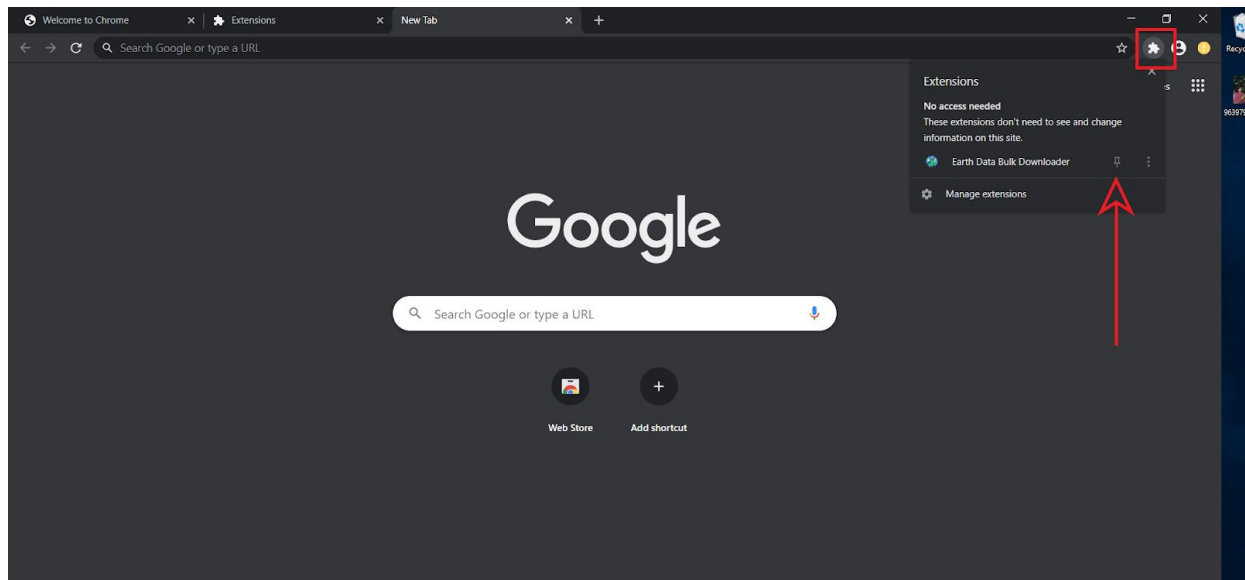 Welcome to Chrome
Extensions
New Tab
Search Google or type a URL
Extensions
No access needed
These extensions don't need to see and change
information on this site.
Earth Data Bulk Downloader
Manage extensions
Google
Search Google or type a URL
Web Store
Add shortcut